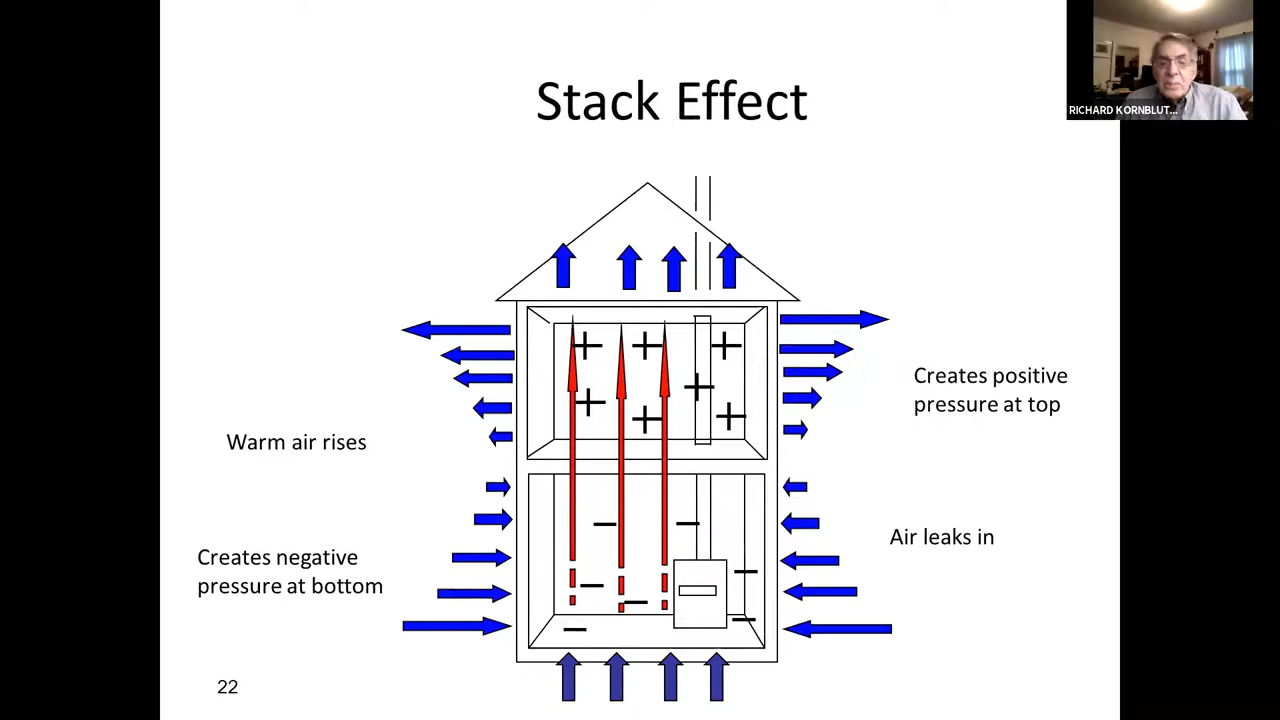 Stack Effect
RICHARD KORNBLUT...
Creates positive
pressure at top
Warm air rises
Air leaks in
Creates negative
pressure at bottom
22